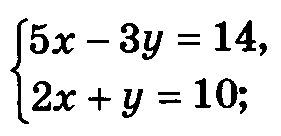 5x − 3y = 14,
2x + y = 10;